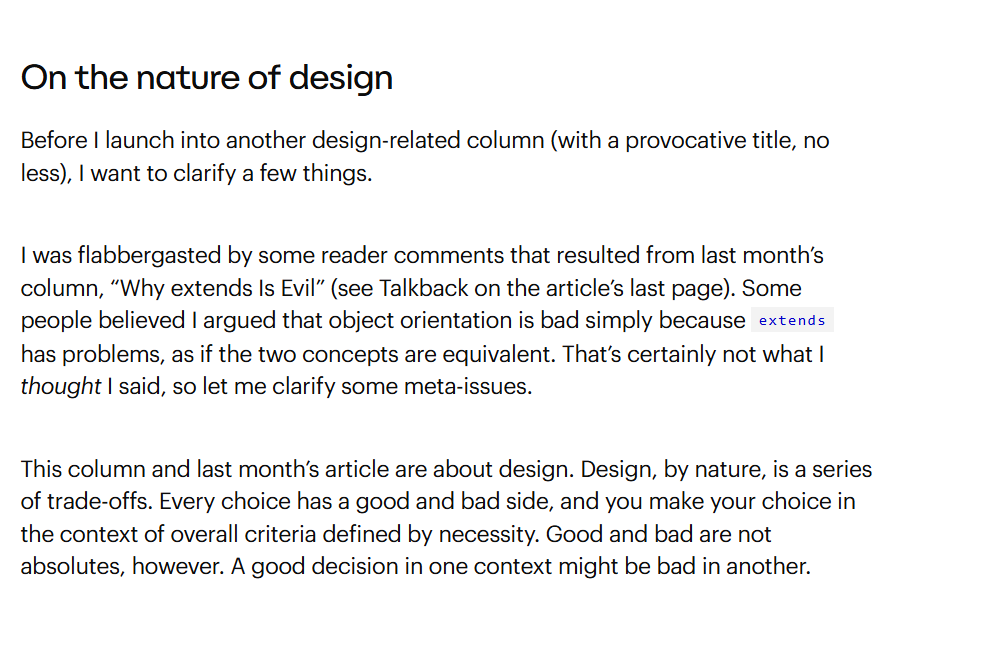 On the nature of design
Before I launch into another design-related column (with a provocative title, no
less), I want to clarify a few things.
I was flabbergasted by some reader comments that resulted from last month’s
column, “Why extends Is Evil” (see Talkback on the article’s last page). Some
people believed I argued that object orientation is bad simply because extends
has problems, as if the two concepts are equivalent. That’s certainly not what I
thought I said, so let me clarify some meta-issues.
This column and last month’s article are about design. Design, by nature, is a series
of trade-offs. Every choice has a good and bad side, and you make your choice in
the context of overall criteria defined by necessity. Good and bad are not
absolutes, however. A good decision in one context might be bad in another.